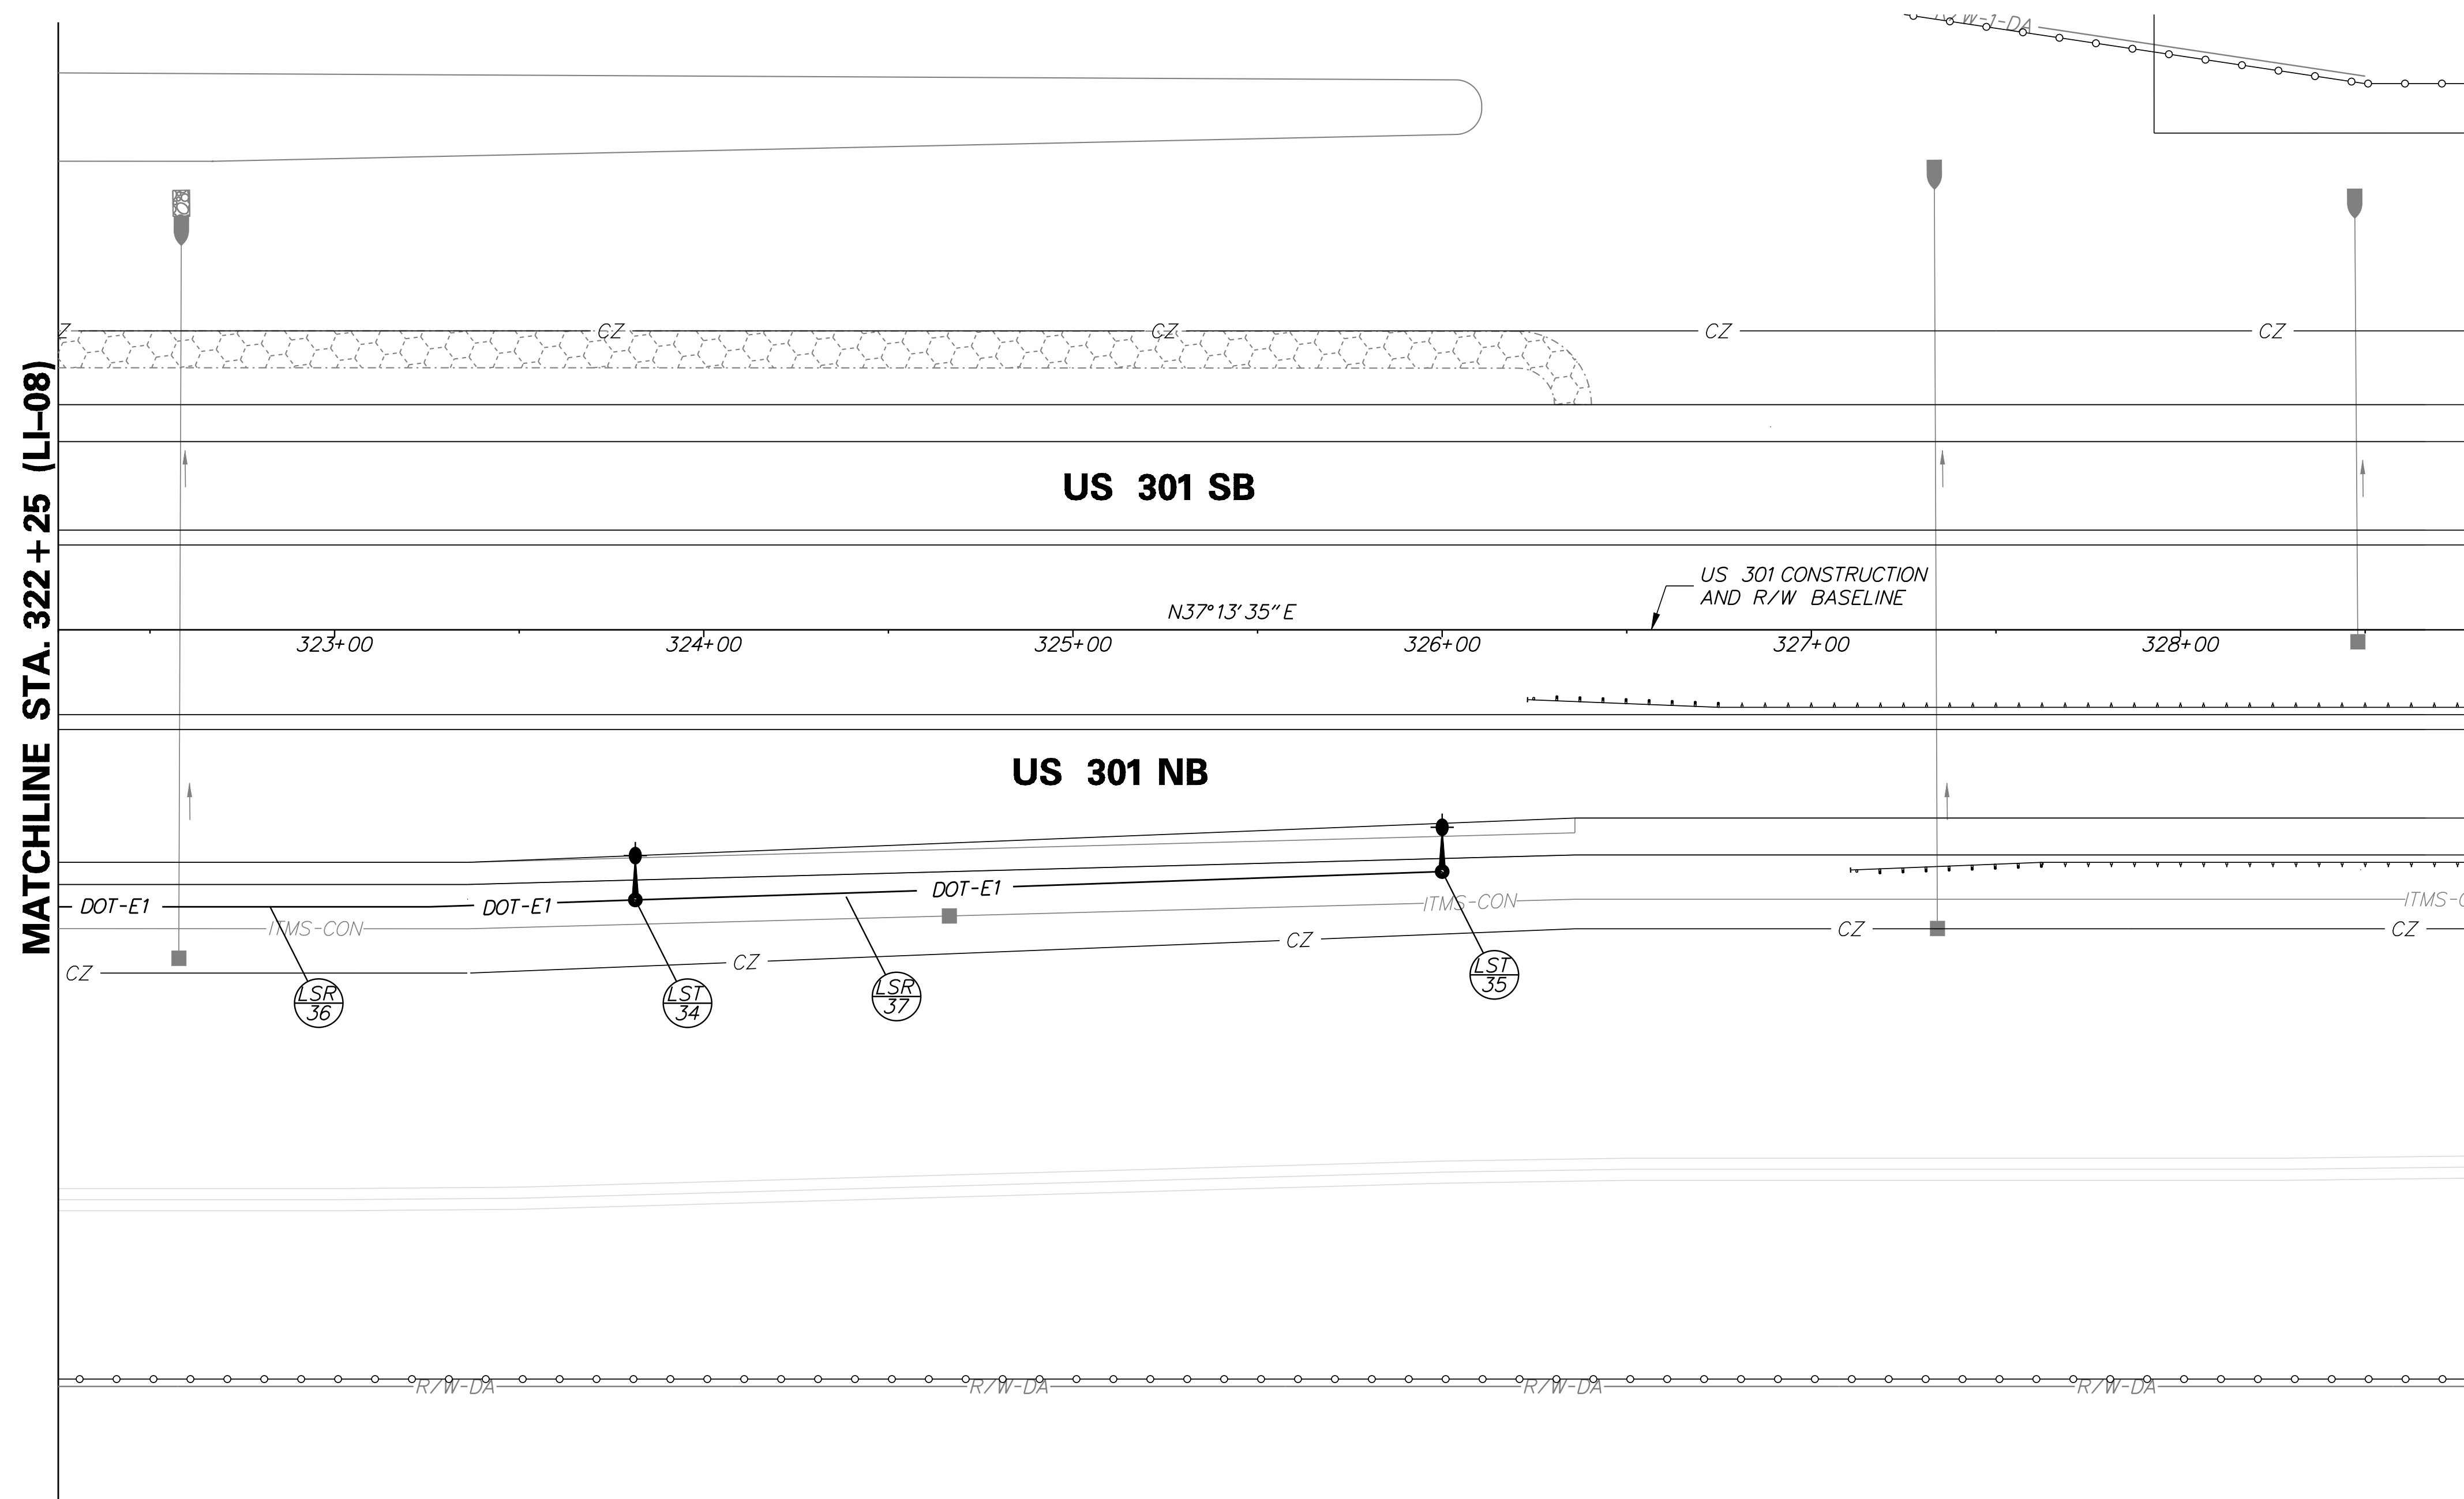 R/W-1-DA
CZ
CZ
CZ
CZ
MATCHLINE STA. 322+25 (LI-08)
US 301 SB
US 301 CONSTRUCTION
AND R/W BASELINE
N37°13'35"E
323+00
324+00
325+00
326+00
327+00
328+00
US 301 NB
DOT-E1
DOT-E1
DOT-E1
ITMS-CON
ITMS-CON
ITMS-C
CZ
CZ
CZ
CZ
CZ
LSR
36
LST
34
LSR
37
LST
35
R/W-DA
R/W-DA
R/W-DA
R/W-DA